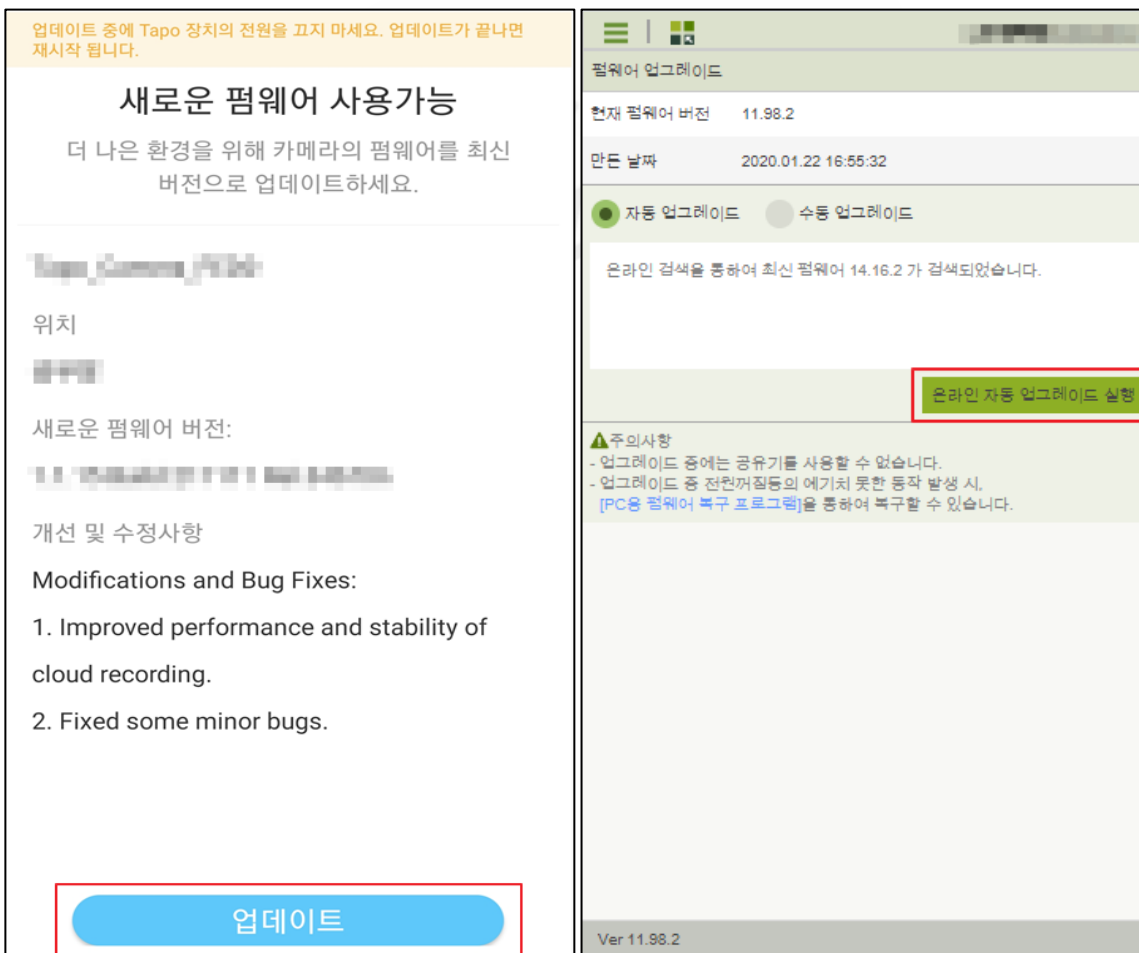 업데이트 중에 Tapo 장치의 전원을 끄지 마세요. 업데이트가 끝나면
재시작 됩니다.
새로운 펌웨어 사용가능
더 나은 환경을 위해 카메라의 펌웨어를 최신
버전으로 업데이트하세요.
위치
새로운 펌웨어 버전:
개선 및 수정사항
Modifications and Bug Fixes:
1. Improved performance and stability of
cloud recording.
2. Fixed some minor bugs.
업데이트
펌웨어 업그레이드
현재 펌웨어 버전 11.98.2
만든 날짜 2020.01.22 16:55:32
자동 업그레이드 수동 업그레이드
온라인 검색을 통하여 최신 펌웨어 14.16.2 가 검색되었습니다.
온라인 자동 업그레이드 실행
주의사항
- 업그레이드 중에는 공유기를 사용할 수 없습니다.
- 업그레이드 중 전원꺼짐등의 예기치 못한 동작 발생 시,
[PC용 펌웨어 복구 프로그램]을 통하여 복구할 수 있습니다.
Ver 11.98.2